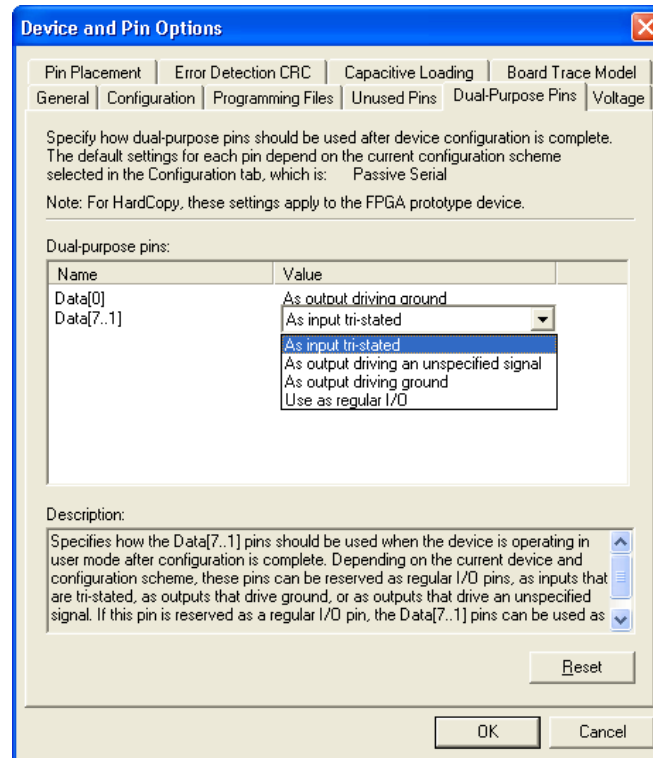 Device and Pin Options
Pin Placement Error Detection CRC Capacitive Loading Board Trace Model
General Configuration Programming Files Unused Pins Dual-Purpose Pins Voltage
Specify how dual-purpose pins should be used after device configuration is complete.
The default settings for each pin depend on the current configuration scheme
selected in the Configuration tab, which is: Passive Serial
Note: For HardCopy, these settings apply to the FPGA prototype device.
Dual-purpose pins:
Name Value
Data[0] As output driving ground
Data[7..1] As input tri-stated
As input tri-stated
As output driving an unspecified signal
As output driving ground
Use as regular I/O
Description:
Specifies how the Data[7..1] pins should be used when the device is operating in
user mode after configuration is complete. Depending on the current device and
configuration scheme, these pins can be reserved as regular I/O pins, as inputs that
are tri-stated, as outputs that drive ground, or as outputs that drive an unspecified
signal. If this pin is reserved as a regular I/O pin, the Data[7..1] pins can be used as
Reset
OK Cancel